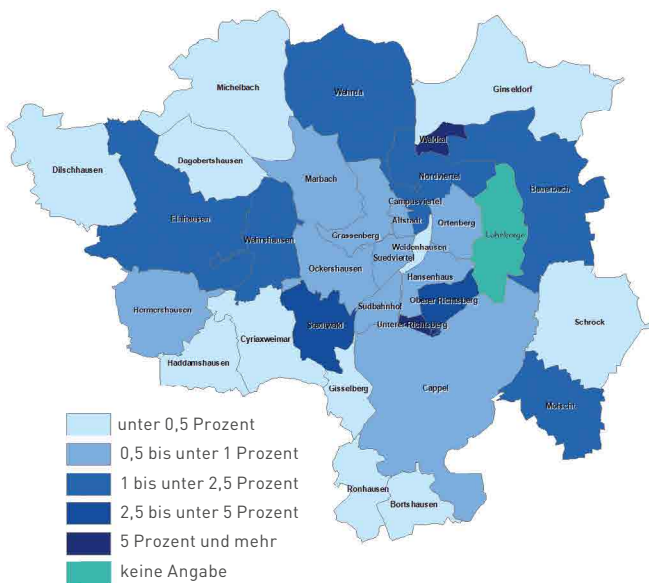 Michelbach
Wehrda
Ginseldorf
Waldtal
Dilschhausen
Dagobertshausen
Nordviertel
Marbach
Bauerbach
Elnhausen
Campusviertel
Altstadt
Ortenberg
Grassenberg
Lahnberge
Wehrshausen
Weidenhausen
Suedviertel
Ockershausen
Hansenhaus
Hermershausen
Südbahnhof
Oberer Richtsberg
Schröck
Stadtwald
Unterer Richtsberg
Cyriaxweimar
Haddamshausen
Gisselberg
Cappel
Moischt
Ronhausen
Bortshausen
unter 0,5 Prozent
0,5 bis unter 1 Prozent
1 bis unter 2,5 Prozent
2,5 bis unter 5 Prozent
5 Prozent und mehr
keine Angabe